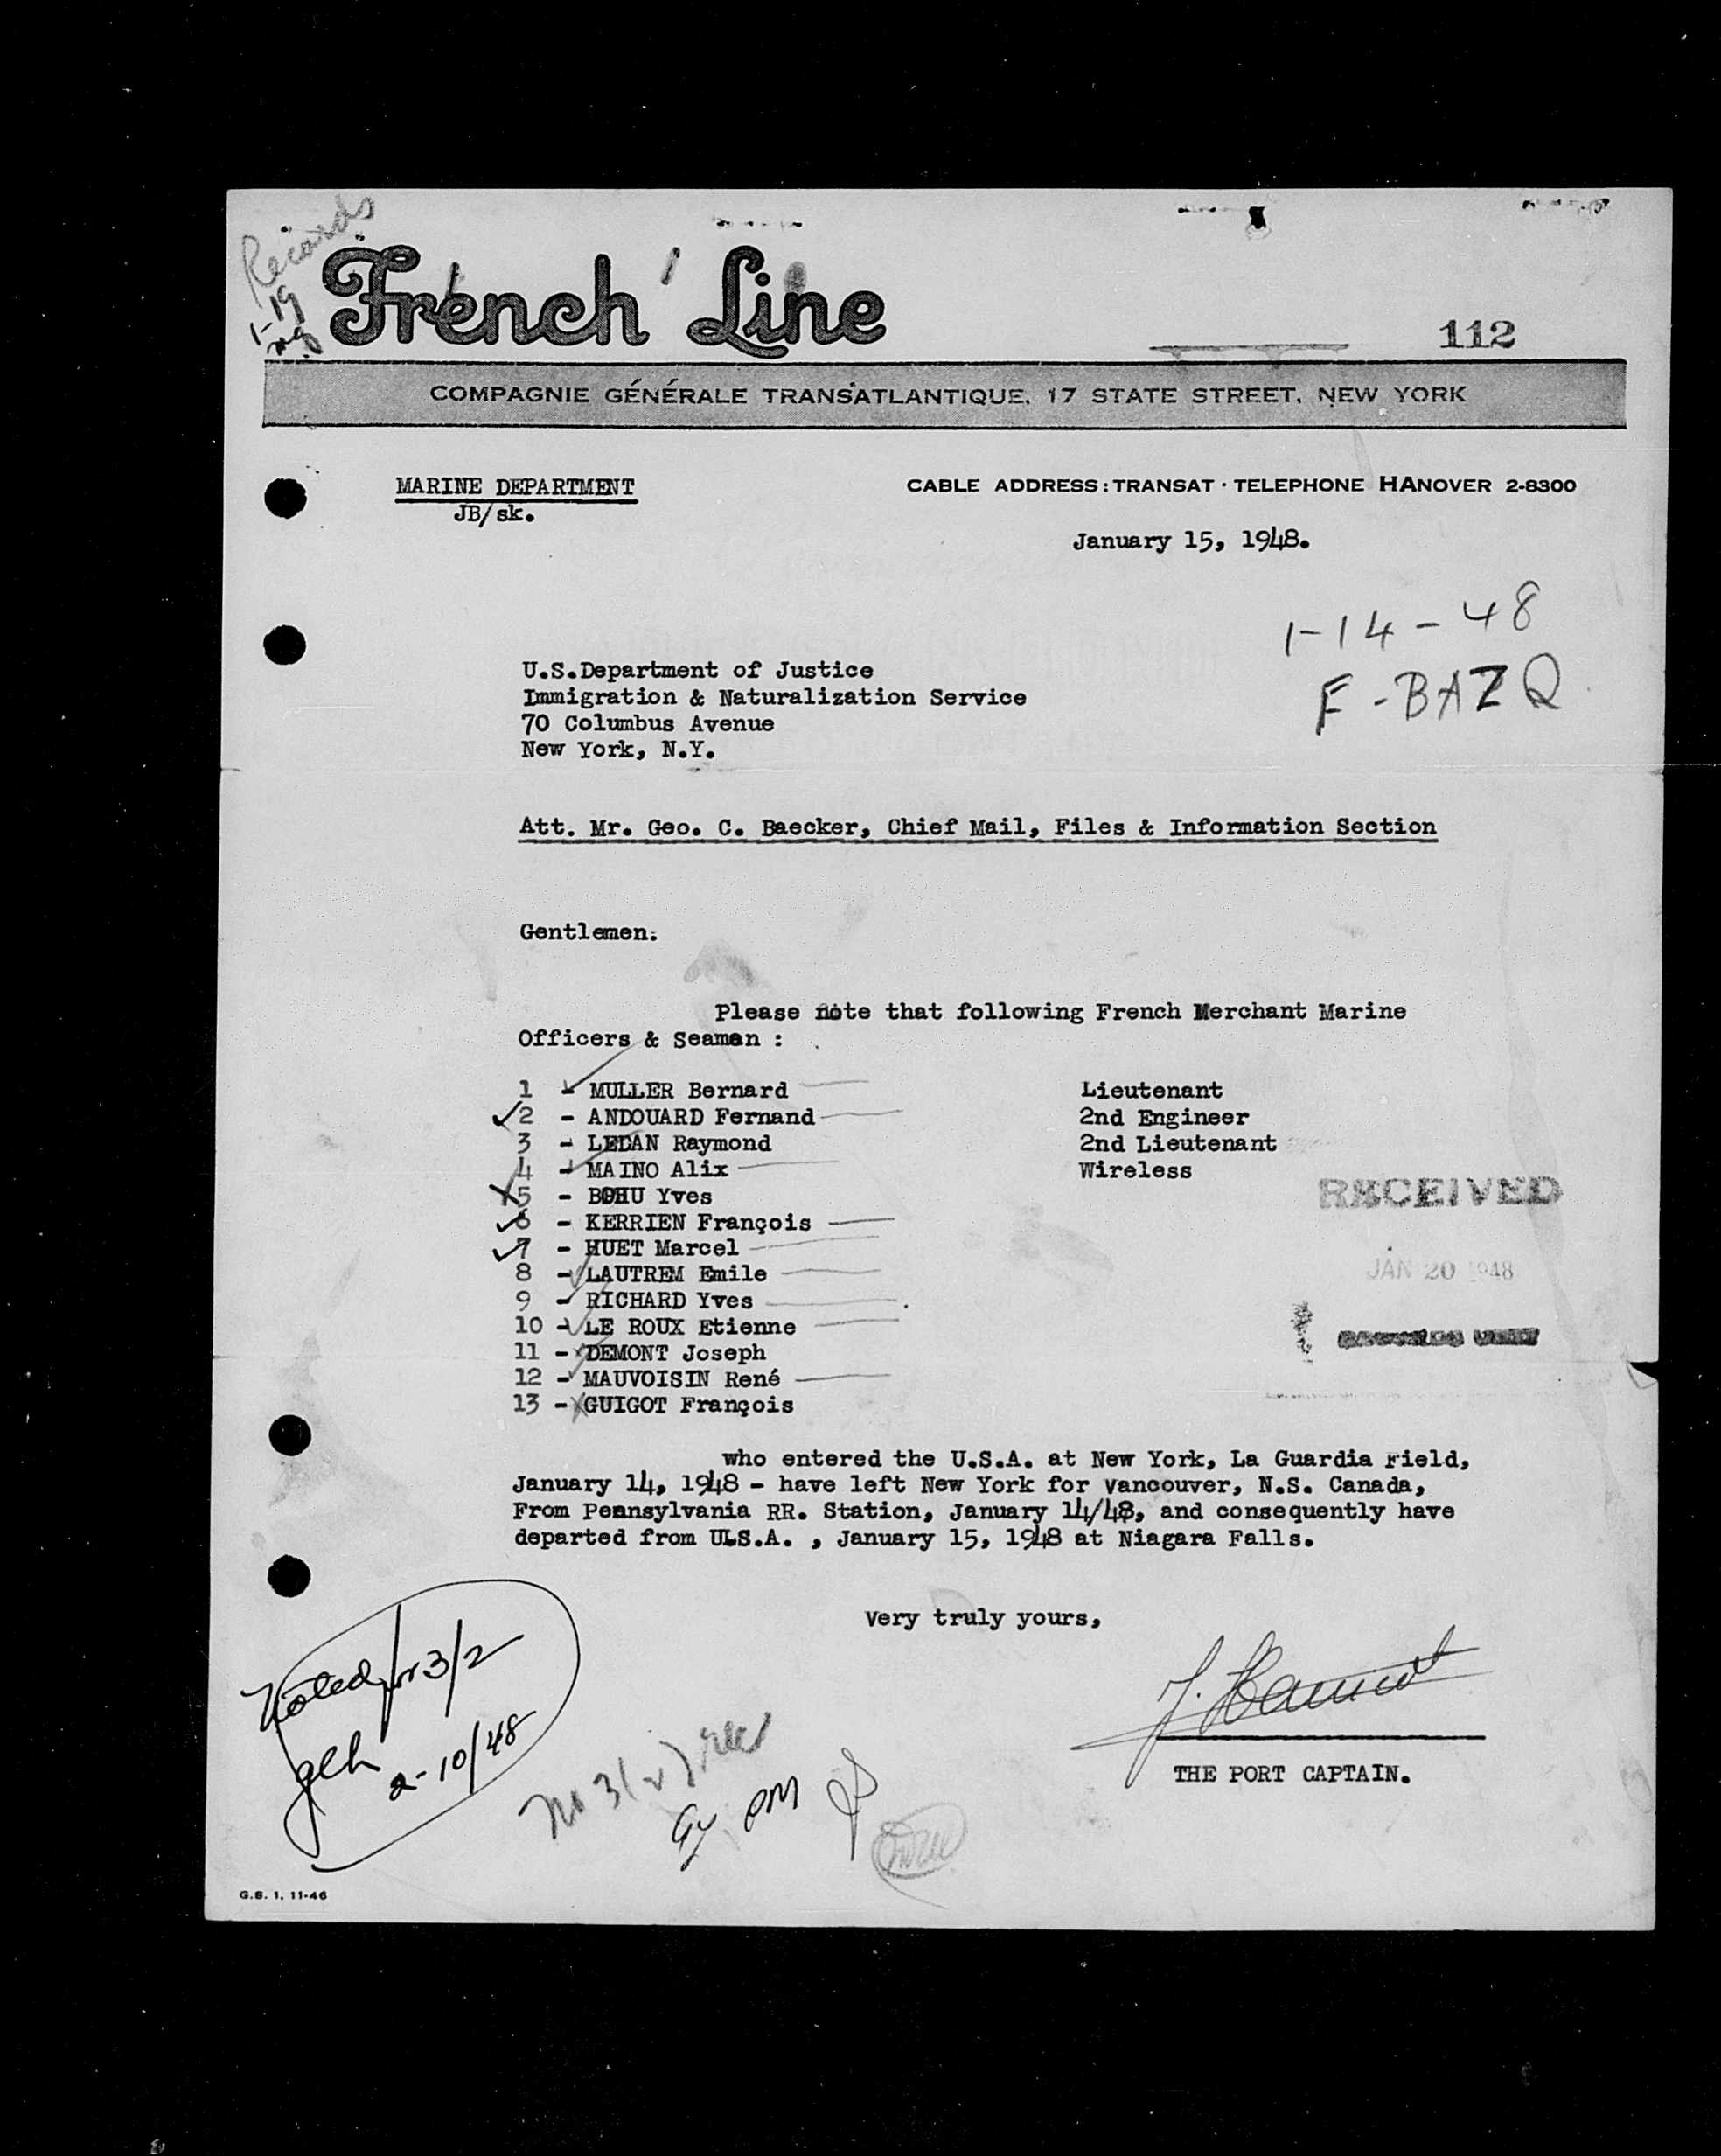 Records
1-19
French Line
112
COMPAGNIE GÉNÉRALE TRANSATLANTIQUE, 17 STATE STREET, NEW YORK
MARINE DEPARTMENT
JB/sk.
CABLE ADDRESS: TRANSAT · TELEPHONE HANOVER 2-8300
January 15, 1948.
1-14-48
F-BAZQ
U.S.Department of Justice
Immigration & Naturalization Service
70 Columbus Avenue
New York, N.Y.
Att. Mr. Geo. C. Baecker, Chief Mail, Files & Information Section
Gentlemen.
Please note that following French Merchant Marine
Officers & Seamen :
1 - MULLER Bernard Lieutenant
2 - ANDOUARD Fernand 2nd Engineer
3 - LEDAN Raymond 2nd Lieutenant
4 - MAINO Alix Wireless
5 - Yves
6 - KERRIEN François
7 - HUET Marcel
8 - LAUTREM Emile
9 - RICHARD Yves
10 - LE ROUX Etienne
11 - DEMONT Joseph
12 - MAUVOISIN René
13 - GUIGOT François
RECEIVED
JAN 20 1948
who entered the U.S.A. at New York, La Guardia Field,
January 14, 1948 - have left New York for Vancouver, N.S. Canada,
From Pennsylvania RR. Station, January 14/48, and consequently have
departed from U.S.A. , January 15, 1948 at Niagara Falls.
Very truly yours,
THE PORT CAPTAIN.
Noted for 3/2
geh 2-10/48
No 3(2) rec
G.S. 1. 11-46